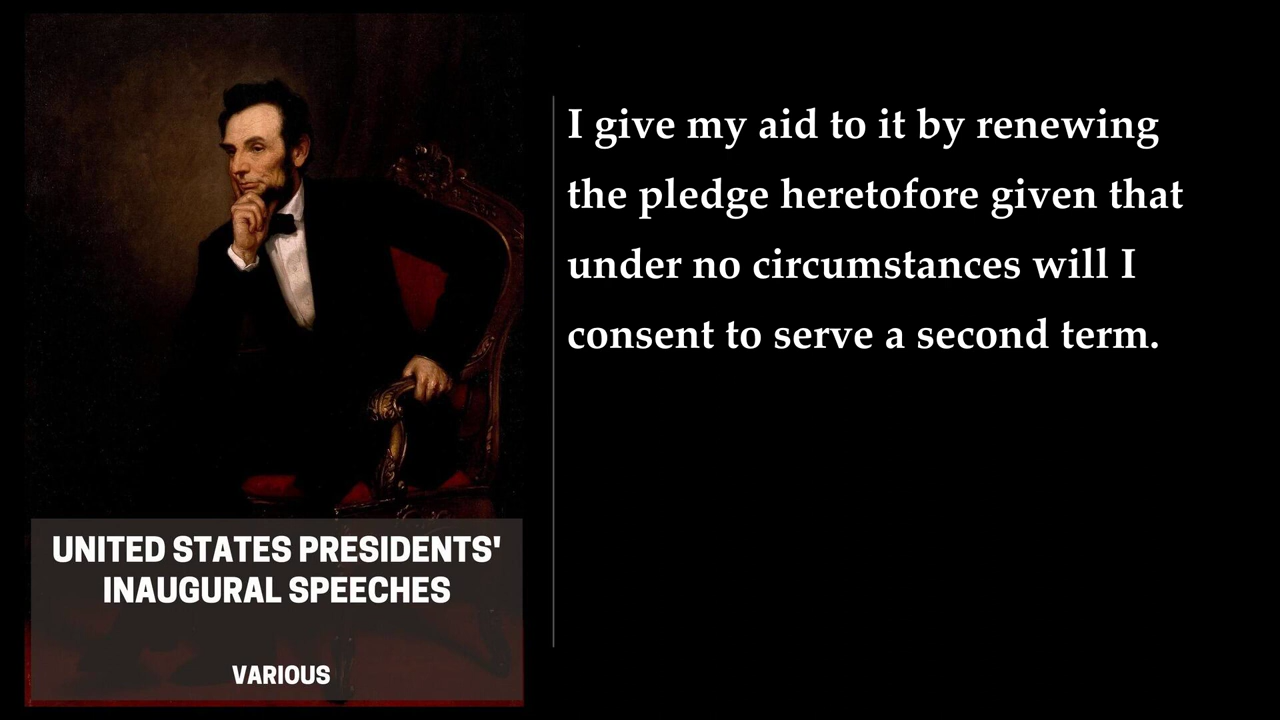 I give my aid to it by renewing
the pledge heretofore given that
under no circumstances will I
consent to serve a second term.
UNITED STATES PRESIDENTS'
INAUGURAL SPEECHES
VARIOUS